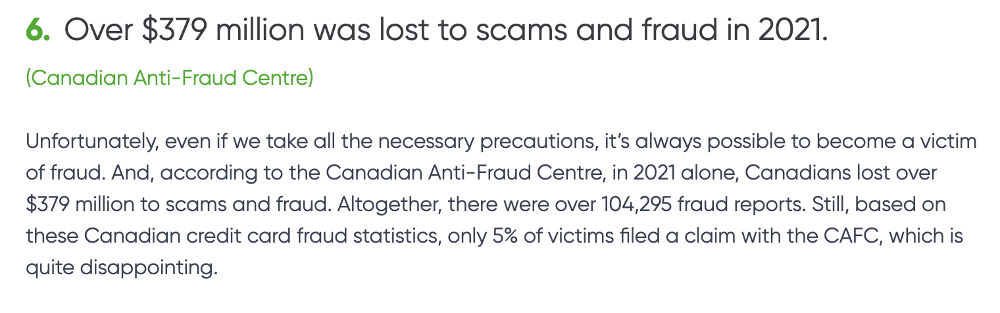 6. Over $379 million was lost to scams and fraud in 2021.
(Canadian Anti-Fraud Centre)
Unfortunately, even if we take all the necessary precautions, it’s always possible to become a victim
of fraud. And, according to the Canadian Anti-Fraud Centre, in 2021 alone, Canadians lost over
$379 million to scams and fraud. Altogether, there were over 104,295 fraud reports. Still, based on
these Canadian credit card fraud statistics, only 5% of victims filed a claim with the CAFC, which is
quite disappointing.